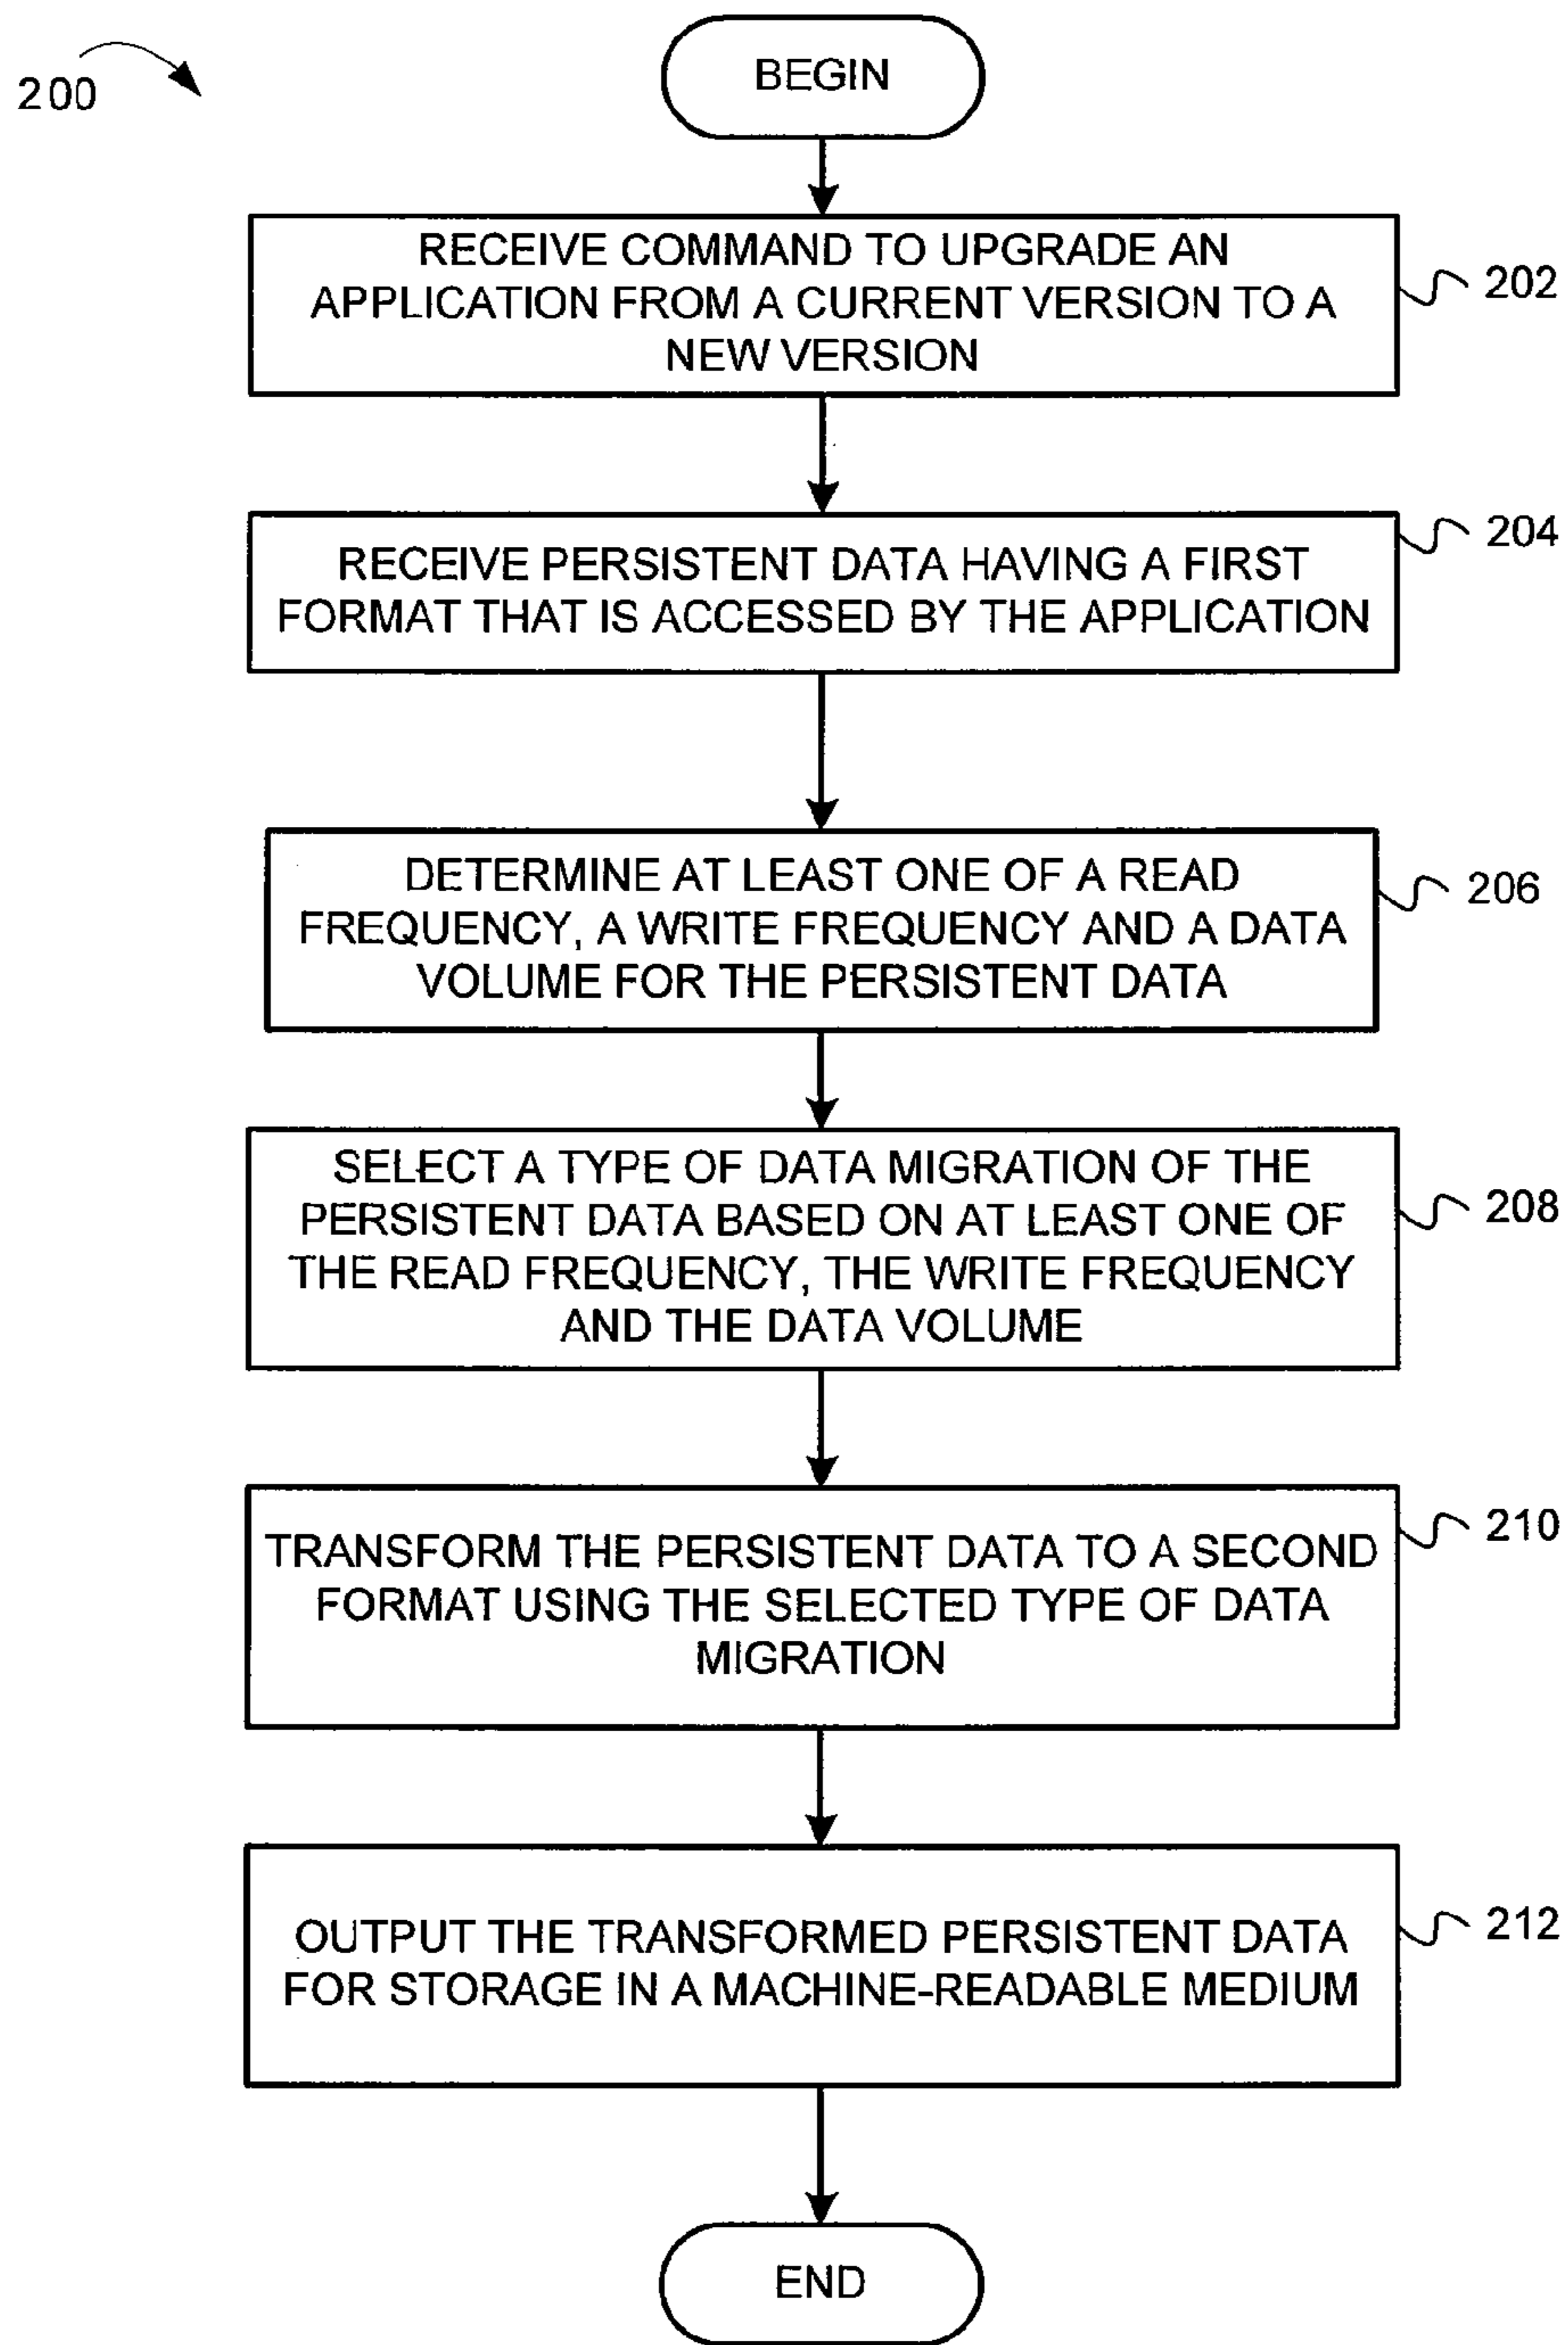 200
BEGIN
RECEIVE COMMAND TO UPGRADE AN
APPLICATION FROM A CURRENT VERSION TO A
NEW VERSION
202
RECEIVE PERSISTENT DATA HAVING A FIRST
FORMAT THAT IS ACCESSED BY THE APPLICATION
204
DETERMINE AT LEAST ONE OF A READ
FREQUENCY, A WRITE FREQUENCY AND A DATA
VOLUME FOR THE PERSISTENT DATA
206
SELECT A TYPE OF DATA MIGRATION OF THE
PERSISTENT DATA BASED ON AT LEAST ONE OF
THE READ FREQUENCY, THE WRITE FREQUENCY
AND THE DATA VOLUME
208
TRANSFORM THE PERSISTENT DATA TO A SECOND
FORMAT USING THE SELECTED TYPE OF DATA
MIGRATION
210
OUTPUT THE TRANSFORMED PERSISTENT DATA
FOR STORAGE IN A MACHINE-READABLE MEDIUM
212
END